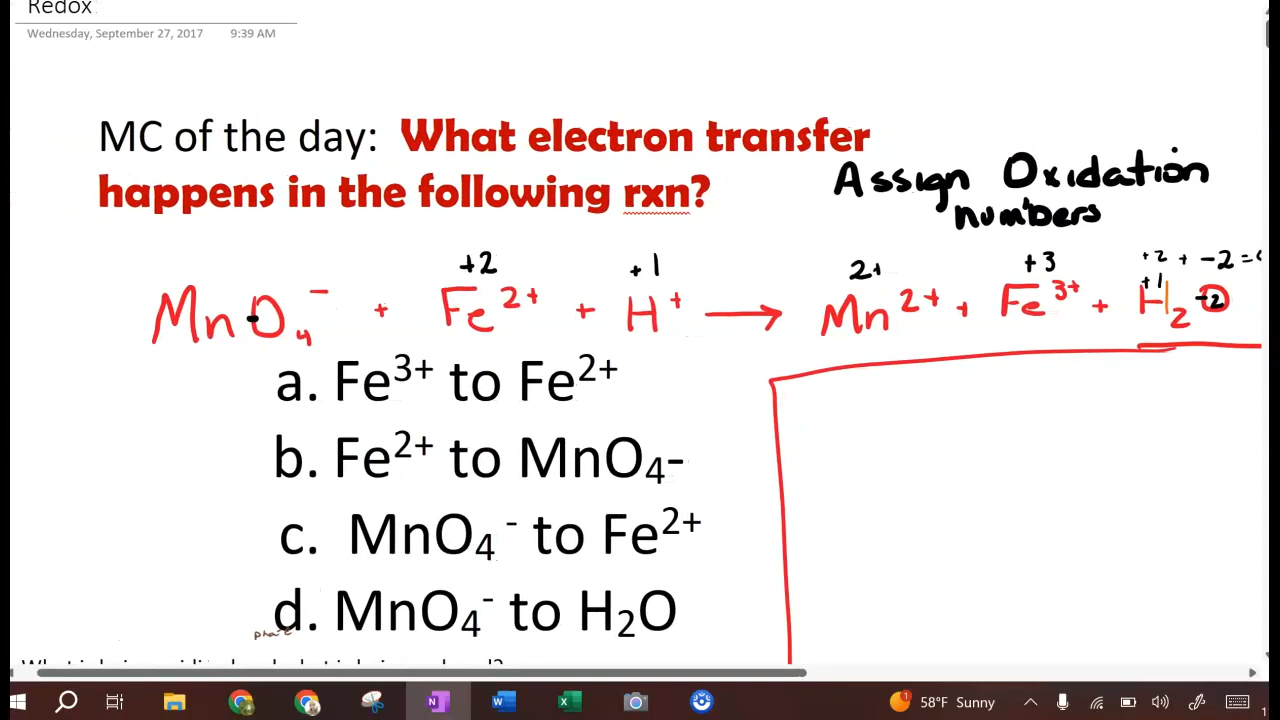 Redox
Wednesday, September 27, 2017 9:39 AM
MC of the day: What electron transfer
happens in the following rxn?
Assign Oxidation
numbers
+2 +1 2+ +3 +2 + -2 =
+1 -2
MnO₄⁻ + Fe²⁺ + H⁺ → Mn²⁺ + Fe³⁺ + H₂O
a. Fe³⁺ to Fe²⁺
b. Fe²⁺ to MnO₄-
c. MnO₄⁻ to Fe²⁺
d. MnO₄⁻ to H₂O
58°F Sunny